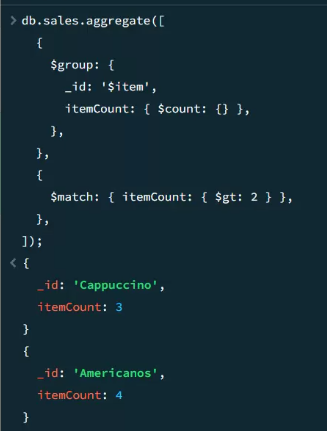 > db.sales.aggregate([
{
$group: {
_id: '$item',
itemCount: { $count: {} },
},
},
{
$match: { itemCount: { $gt: 2 } },
},
]);
< {
_id: 'Cappuccino',
itemCount: 3
}
{
_id: 'Americanos',
itemCount: 4
}